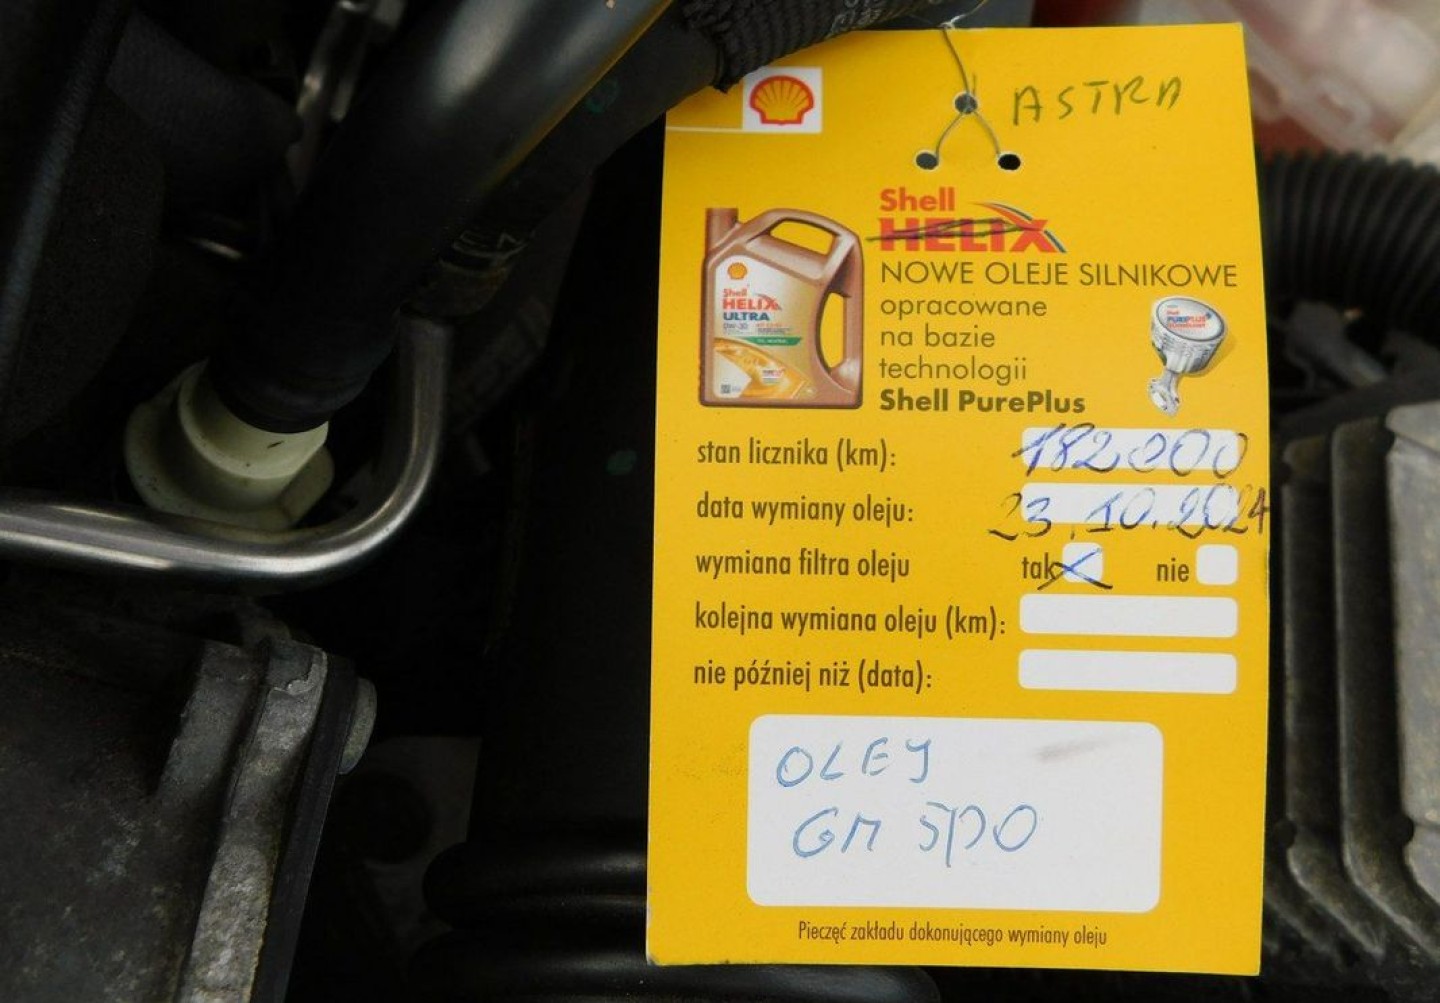 ASTRA
Shell
HELIX
NOWE OLEJE SILNIKOWE
opracowane
na bazie
technologii
Shell PurePlus
Shell
HELIX
ULTRA
0W-30
PUREPLUS
stan licznika (km): 182000
data wymiany oleju: 23.10.2024
wymiana filtra oleju tak nie
kolejna wymiana oleju (km):
nie później niż (data):
OLEJ
GM
Pieczęć zakładu dokonującego wymiany oleju